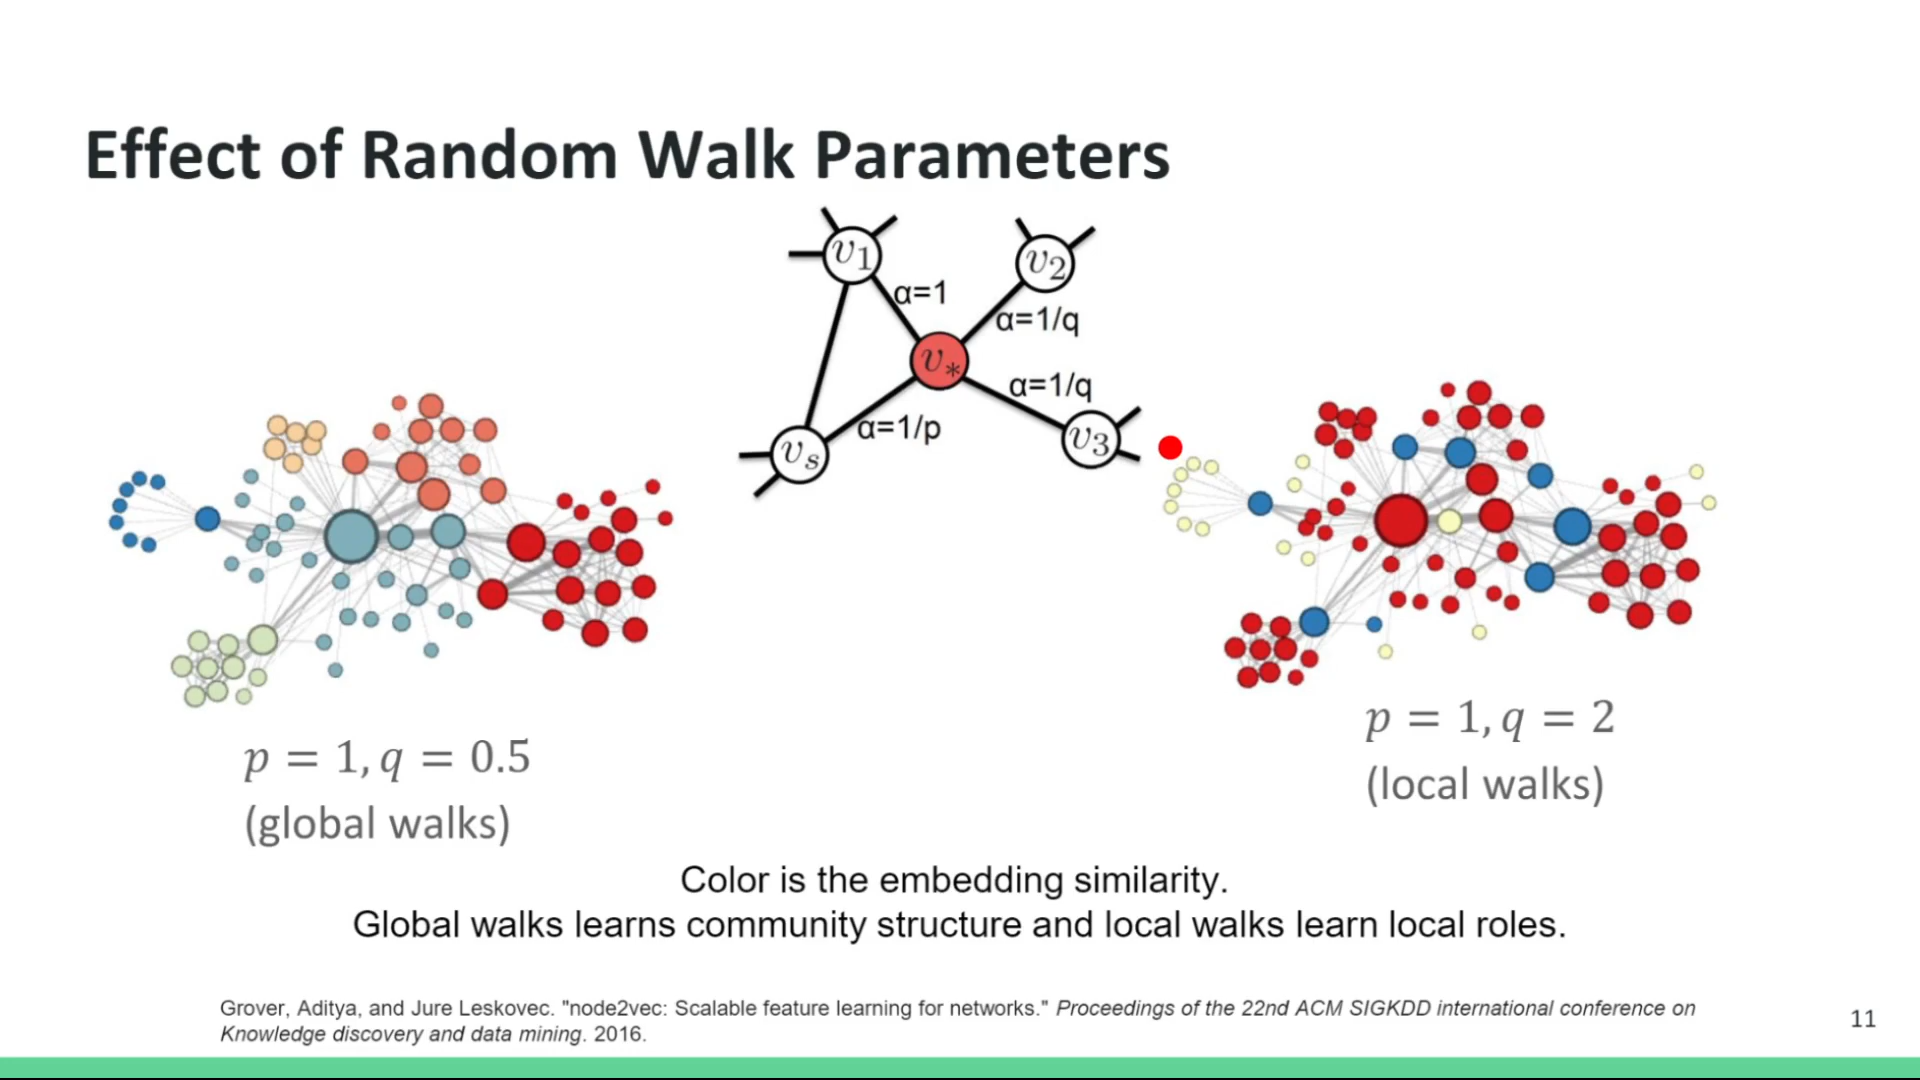 Effect of Random Walk Parameters
v1
v2
α=1
α=1/q
v*
α=1/q
α=1/p
v3
vs
p = 1, q = 0.5
(global walks)
p = 1, q = 2
(local walks)
Color is the embedding similarity.
Global walks learns community structure and local walks learn local roles.
Grover, Aditya, and Jure Leskovec. "node2vec: Scalable feature learning for networks." Proceedings of the 22nd ACM SIGKDD international conference on
Knowledge discovery and data mining. 2016.
11